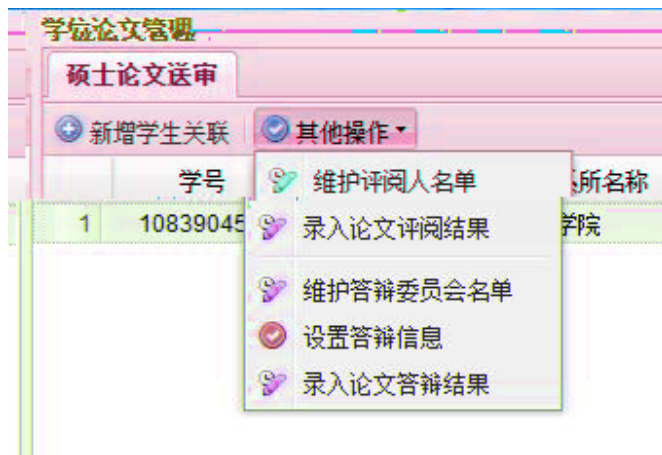 学位论文管理
硕士论文送审
新增学生关联 其他操作
学号 所名称
1 10839045 学院
维护评阅人名单
录入论文评阅结果
维护答辩委员会名单
设置答辩信息
录入论文答辩结果